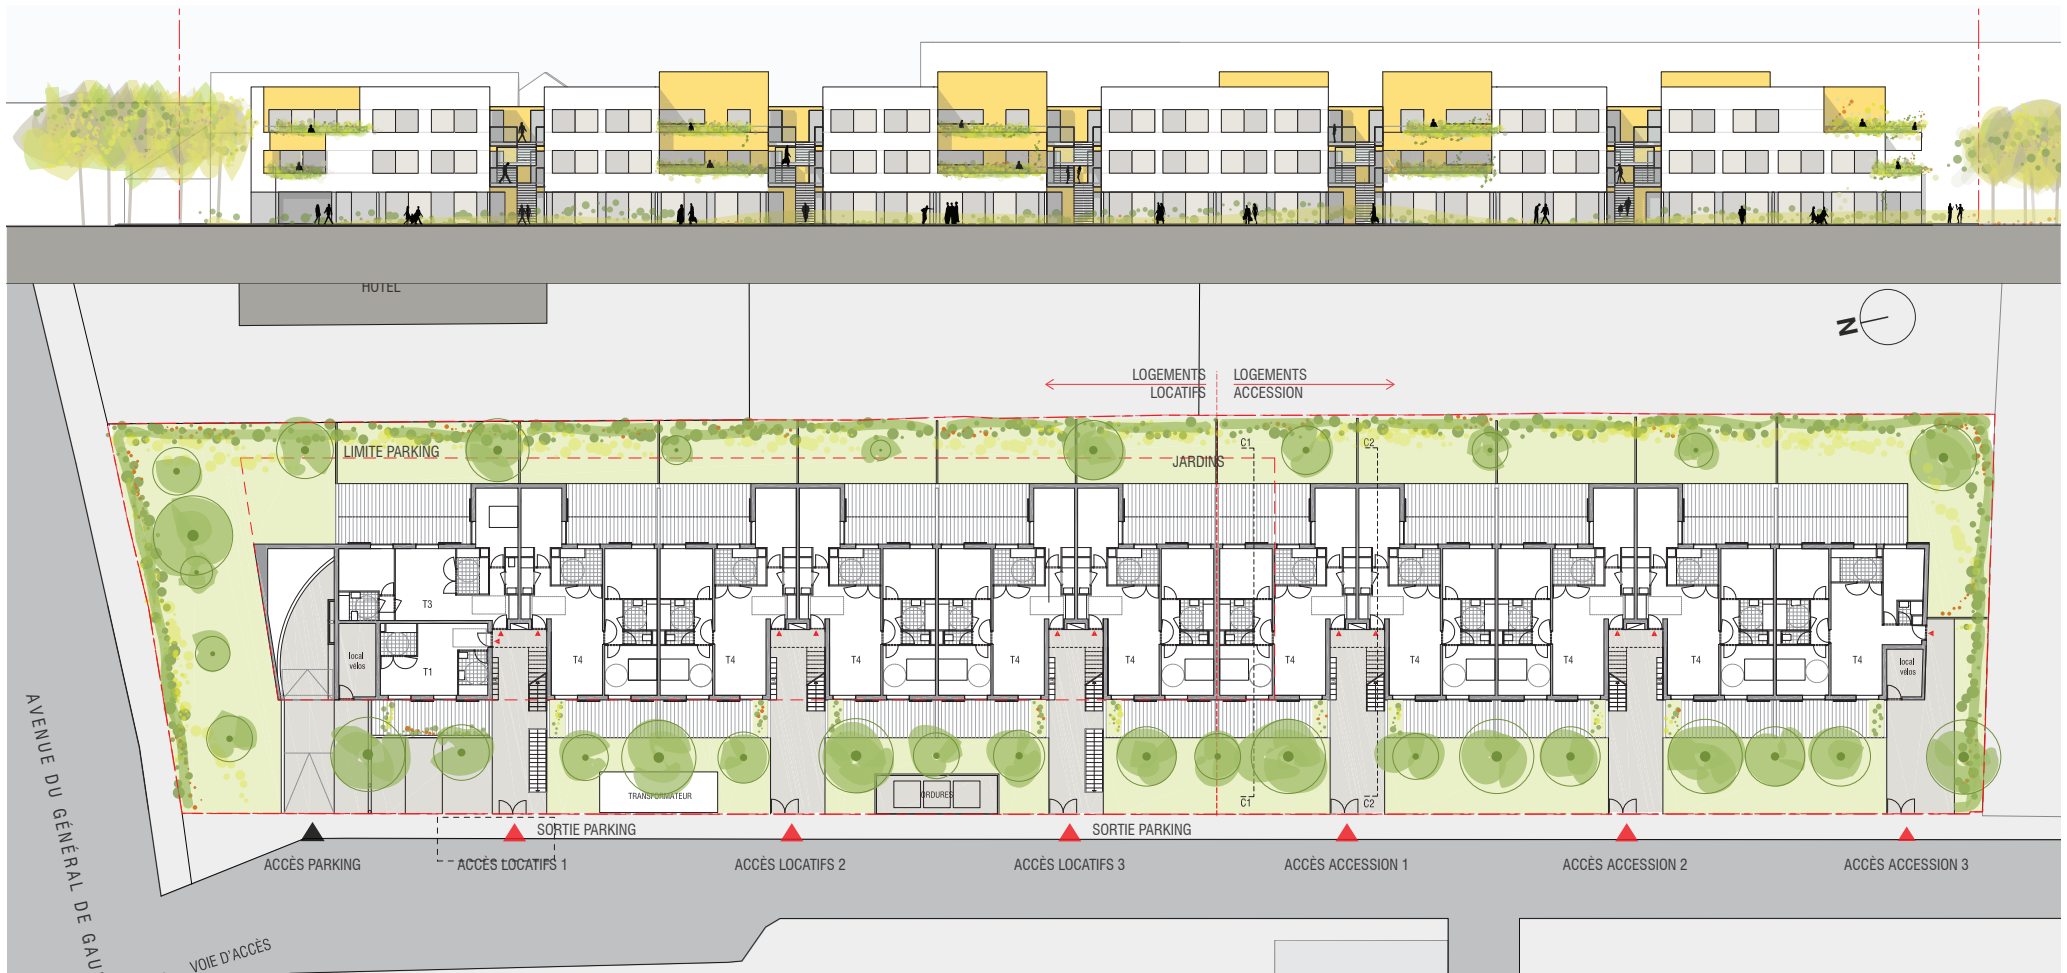 HOTEL
N
LOGEMENTS
LOCATIFS
LOGEMENTS
ACCESSION
LIMITE PARKING
JARDINS
C1
C2
T3
T1
local
vélos
T4
T4
T4
T4
T4
T4
T4
T4
T4
T4
local
vélos
TRANSFORMATEUR
ORDURES
C1
C2
SORTIE PARKING
SORTIE PARKING
ACCÈS PARKING
ACCÈS LOCATIFS 1
ACCÈS LOCATIFS 2
ACCÈS LOCATIFS 3
ACCÈS ACCESSION 1
ACCÈS ACCESSION 2
ACCÈS ACCESSION 3
AVENUE DU GÉNÉRAL DE GAU
VOIE D'ACCÈS